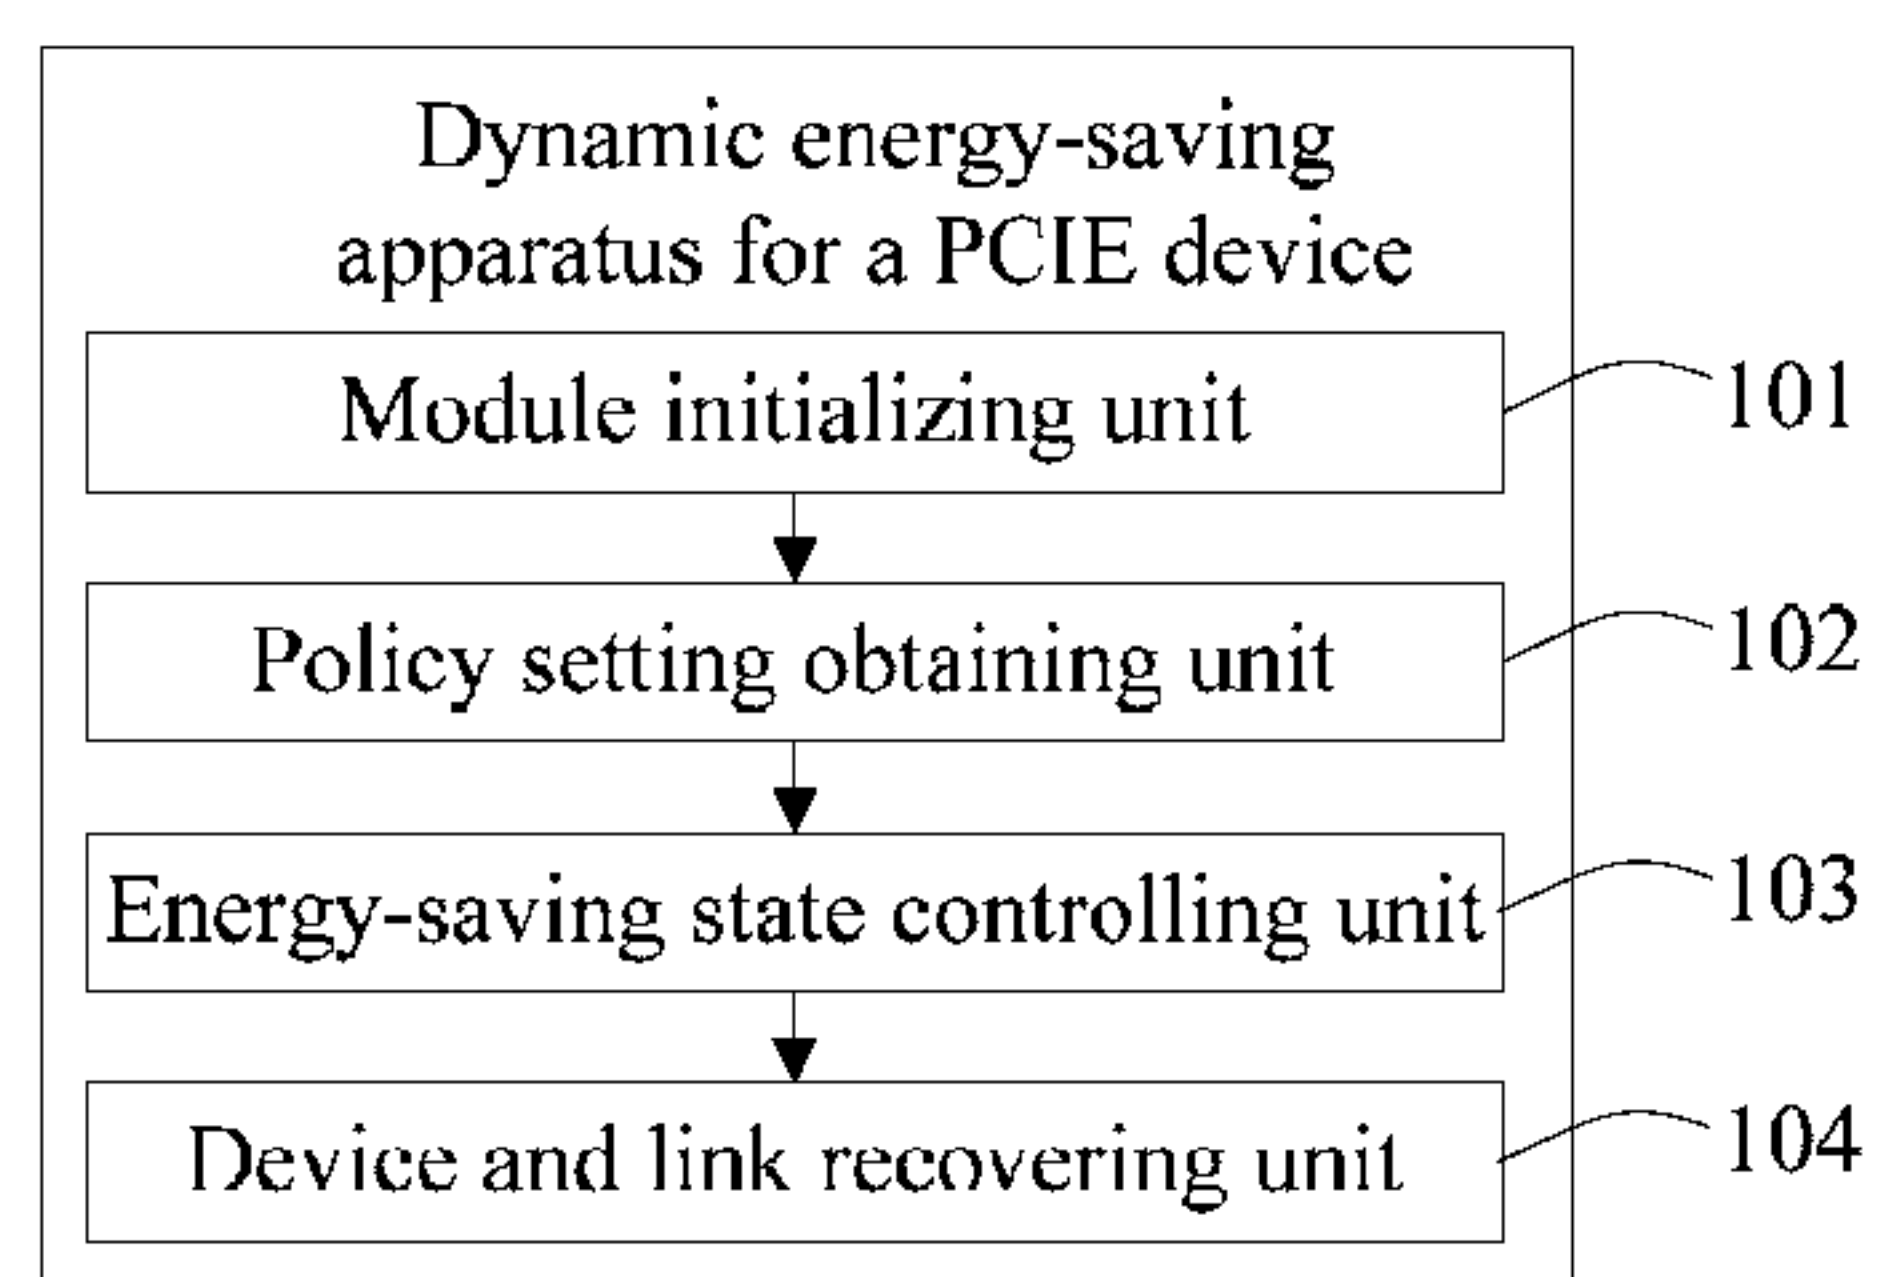 Dynamic energy-saving
apparatus for a PCIE device
Module initializing unit
101
Policy setting obtaining unit
102
Energy-saving state controlling unit
103
Device and link recovering unit
104